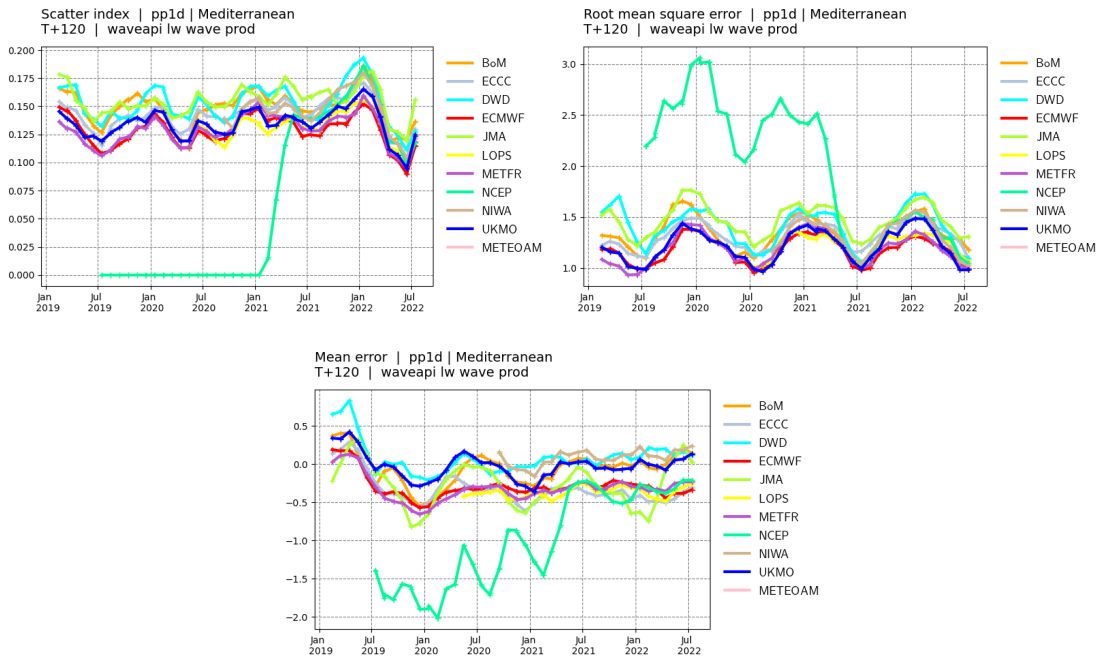 Scatter index | pp1d | Mediterranean
T+120 | waveapi lw wave prod
0.200
0.175
0.150
0.125
0.100
0.075
0.050
0.025
0.000
Jan 2019
Jul 2019
Jan 2020
Jul 2020
Jan 2021
Jul 2021
Jan 2022
Jul 2022
BoM
ECCC
DWD
ECMWF
JMA
LOPS
METFR
NCEP
NIWA
UKMO
METEOAM
Root mean square error | pp1d | Mediterranean
T+120 | waveapi lw wave prod
3.0
2.5
2.0
1.5
1.0
Jan 2019
Jul 2019
Jan 2020
Jul 2020
Jan 2021
Jul 2021
Jan 2022
Jul 2022
BoM
ECCC
DWD
ECMWF
JMA
LOPS
METFR
NCEP
NIWA
UKMO
METEOAM
Mean error | pp1d | Mediterranean
T+120 | waveapi lw wave prod
0.5
0.0
−0.5
−1.0
−1.5
−2.0
Jan 2019
Jul 2019
Jan 2020
Jul 2020
Jan 2021
Jul 2021
Jan 2022
Jul 2022
BoM
ECCC
DWD
ECMWF
JMA
LOPS
METFR
NCEP
NIWA
UKMO
METEOAM